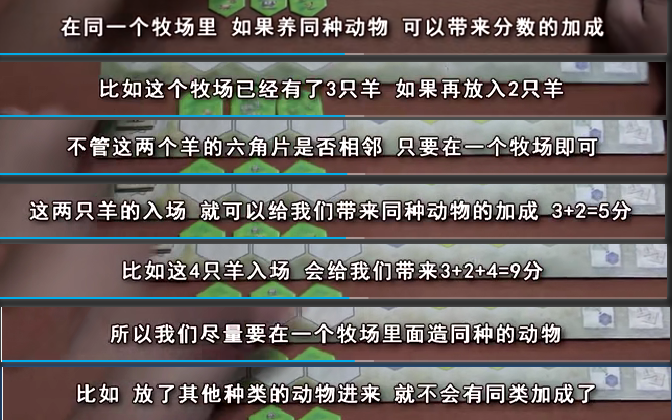 在同一个牧场里 如果养同种动物 可以带来分数的加成
比如这个牧场已经有了3只羊 如果再放入2只羊
不管这两个羊的六角片是否相邻 只要在一个牧场即可
这两只羊的入场 就可以给我们带来同种动物的加成 3+2=5分
比如这4只羊入场 会给我们带来3+2+4=9分
所以我们尽量要在一个牧场里面造同种的动物
比如 放了其他种类的动物进来 就不会有同类加成了